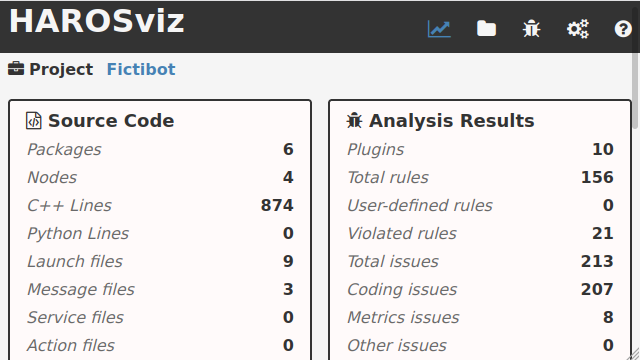 HAROSviz
Project Fictibot
Source Code
Packages 6
Nodes 4
C++ Lines 874
Python Lines 0
Launch files 9
Message files 3
Service files 0
Action files 0
Analysis Results
Plugins 10
Total rules 156
User-defined rules 0
Violated rules 21
Total issues 213
Coding issues 207
Metrics issues 8
Other issues 0